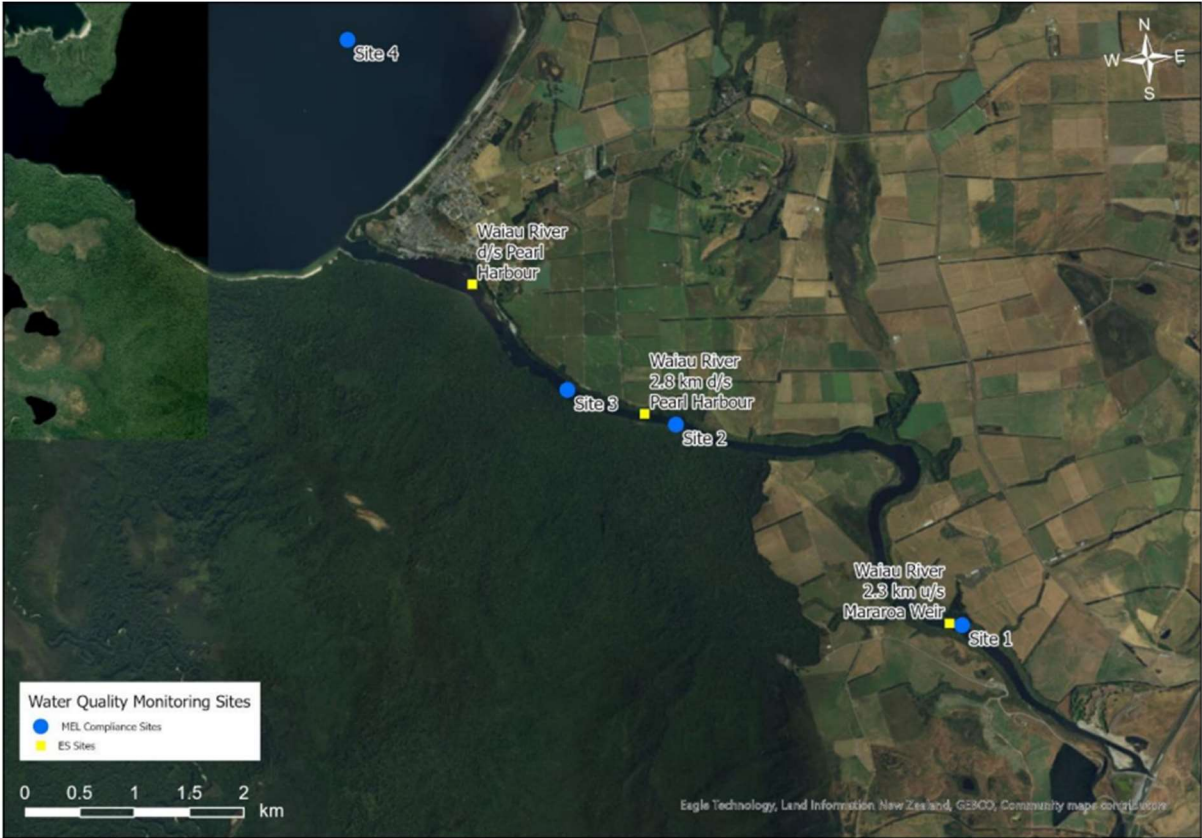 N
W E
S
Site 4
Waiau River
d/s Pearl
Harbour
Waiau River
2.8 km d/s
Pearl Harbour
Site 3
Site 2
Waiau River
2.3 km u/s
Mararoa Weir
Site 1
Water Quality Monitoring Sites
MEL Compliance Sites
ES Sites
0 0.5 1 1.5 2
km
Eagle Technology, Land Information New Zealand, GEBCO, Community maps contributors